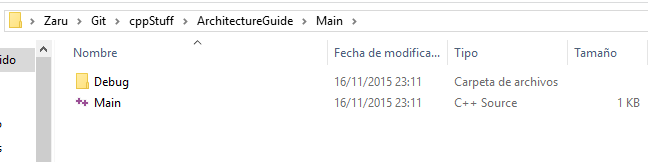 Zaru > Git > cppStuff > ArchitectureGuide > Main >
ido
Nombre Fecha de modifica... Tipo Tamaño
Debug 16/11/2015 23:11 Carpeta de archivos
Main 16/11/2015 23:11 C++ Source 1 KB